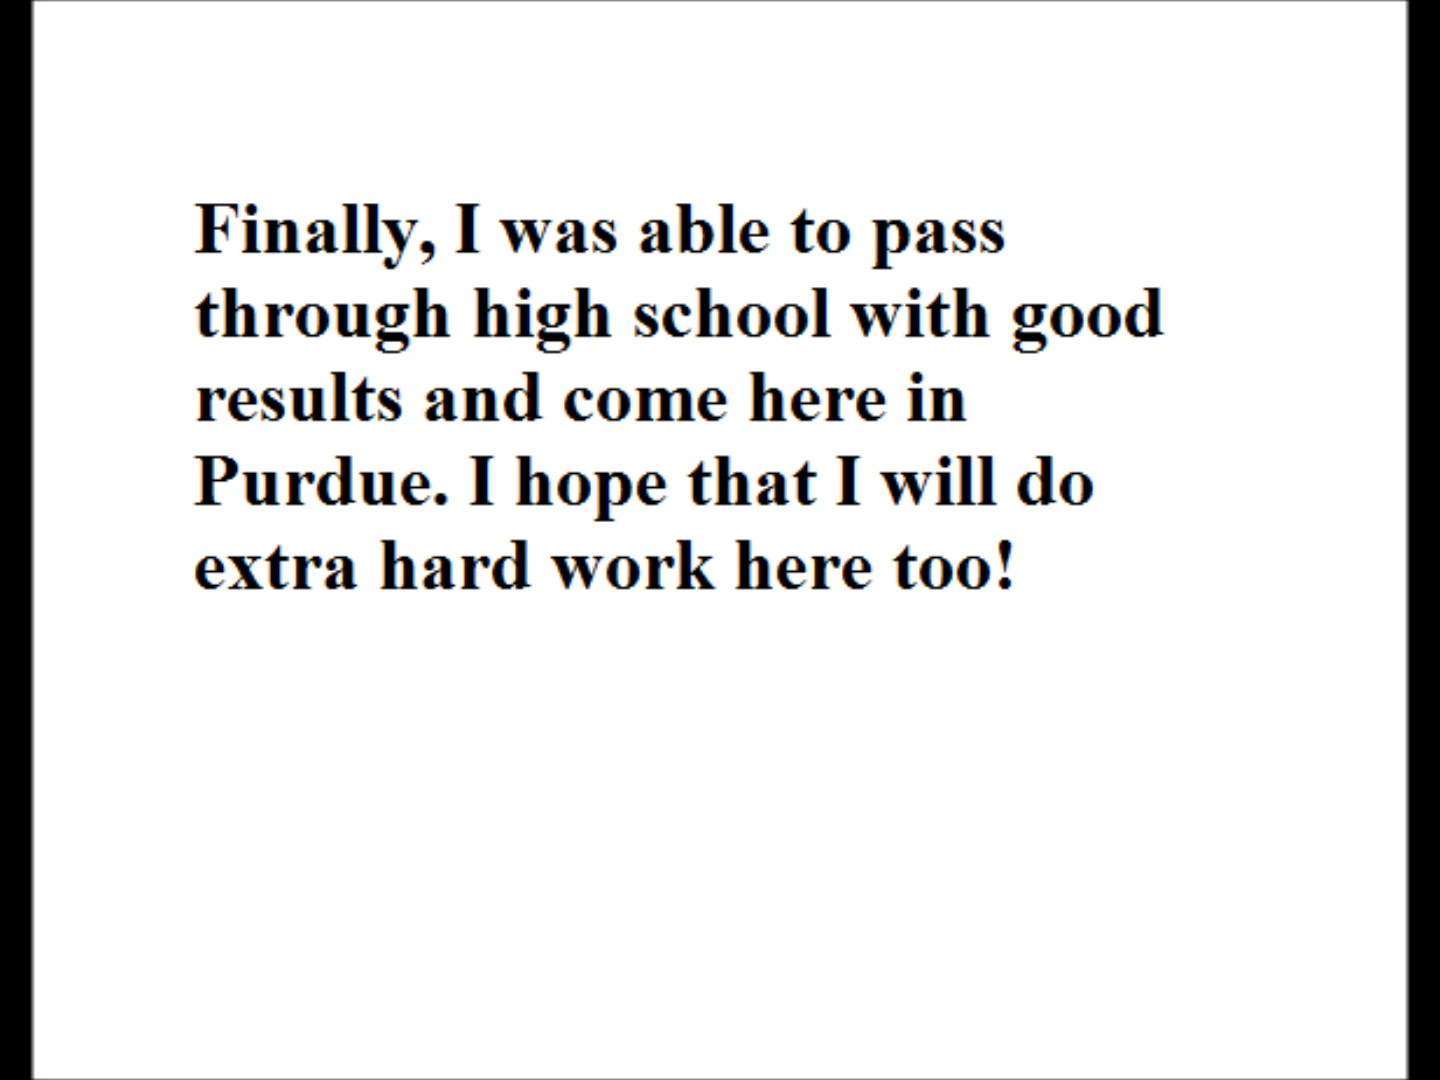 Finally, I was able to pass
through high school with good
results and come here in
Purdue. I hope that I will do
extra hard work here too!